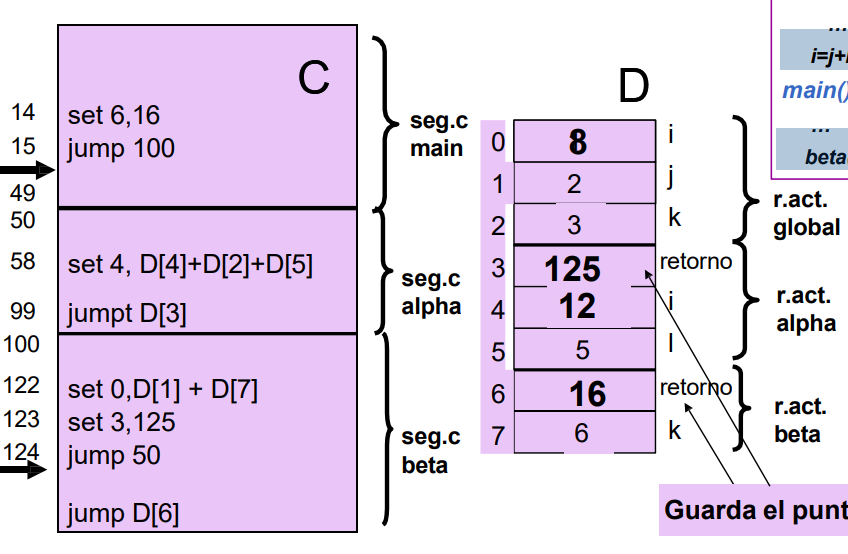 C
14 set 6,16
15 jump 100
49
50
58 set 4, D[4]+D[2]+D[5]
99 jumpt D[3]
100
122 set 0,D[1] + D[7]
123 set 3,125
124 jump 50
jump D[6]
seg.c
main
seg.c
alpha
seg.c
beta
D
0 8 i
1 2 j
2 3 k
3 125 retorno
4 12 i
5 5 l
6 16 retorno
7 6 k
r.act.
global
r.act.
alpha
r.act.
beta
...
i=j+
main()
...
beta
Guarda el punt